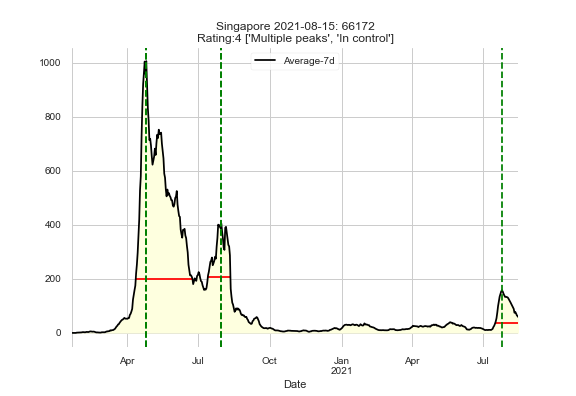 Singapore 2021-08-15: 66172
Rating:4 ['Multiple peaks', 'In control']
Average-7d
1000
800
600
400
200
0
Apr Jul Oct Jan Apr Jul
2021
Date